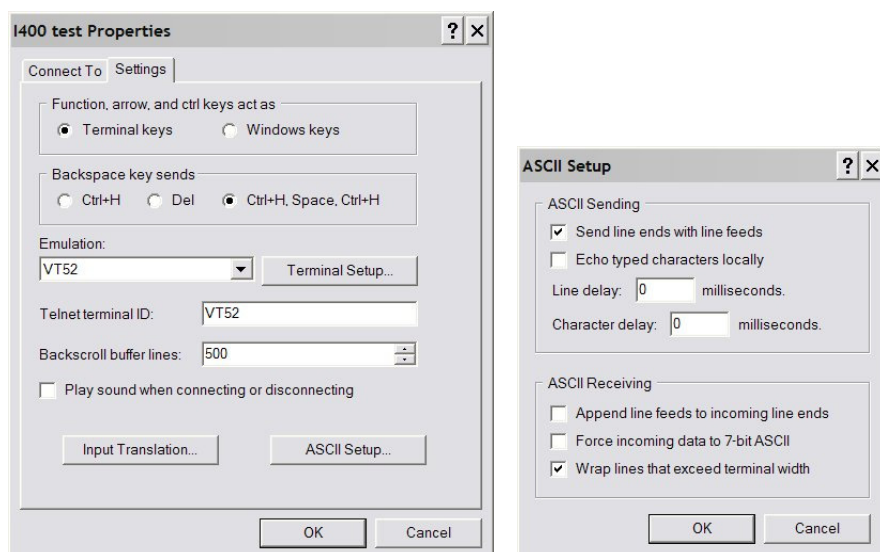 I400 test Properties
Connect To Settings
Function, arrow, and ctrl keys act as
Terminal keys Windows keys
Backspace key sends
Ctrl+H Del Ctrl+H, Space, Ctrl+H
Emulation:
VT52 Terminal Setup...
Telnet terminal ID: VT52
Backscroll buffer lines: 500
Play sound when connecting or disconnecting
Input Translation... ASCII Setup...
OK Cancel
ASCII Setup
ASCII Sending
Send line ends with line feeds
Echo typed characters locally
Line delay: 0 milliseconds.
Character delay: 0 milliseconds.
ASCII Receiving
Append line feeds to incoming line ends
Force incoming data to 7-bit ASCII
Wrap lines that exceed terminal width
OK Cancel